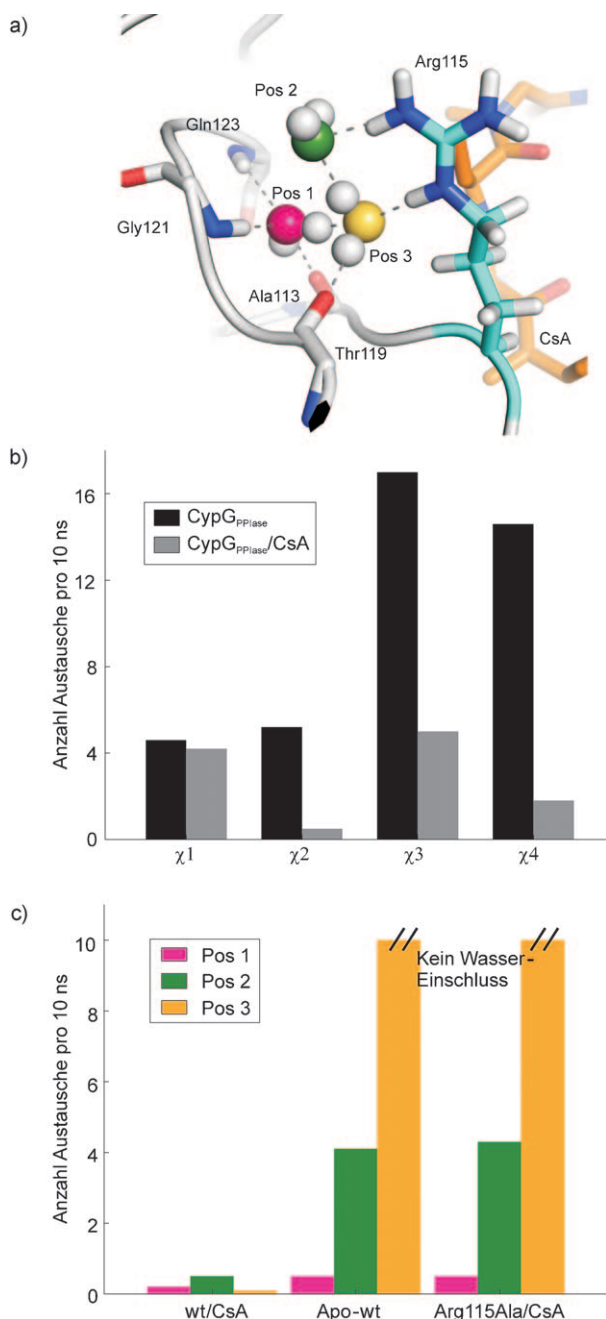 a)
Arg115
Pos 2
Gln123
Pos 1
Gly121
Pos 3
Ala113
Thr119
CsA
b)
16
12
8
4
0
Anzahl Austausche pro 10 ns
CypG_PPIase
CypG_PPIase/CsA
χ1 χ2 χ3 χ4
c)
10
8
6
4
2
0
Anzahl Austausche pro 10 ns
Pos 1
Pos 2
Pos 3
Kein Wasser-
Einschluss
wt/CsA Apo-wt Arg115Ala/CsA